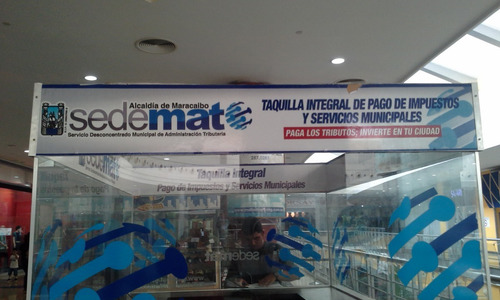 Alcaldía de Maracaibo
sedemat
Servicio Desconcentrado Municipal de Administración Tributaria
TAQUILLA INTEGRAL DE PAGO DE IMPUESTOS
Y SERVICIOS MUNICIPALES
PAGA LOS TRIBUTOS; INVIERTE EN TU CIUDAD
Taquilla Integral
Pago de Impuestos y Servicios Municipales
sedemat